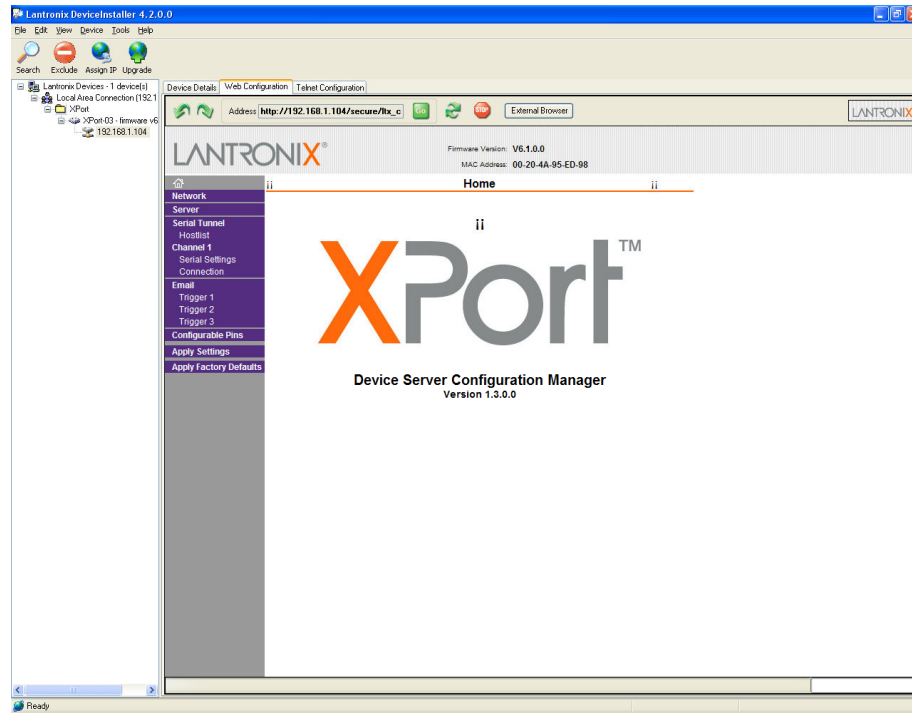 Lantronix DeviceInstaller 4.2.0.0
File Edit View Device Tools Help
Search Exclude Assign IP Upgrade
Lantronix Devices - 1 device(s)
Local Area Connection (192.1
XPort
XPort-03 - firmware v6
192.168.1.104
Device Details Web Configuration Telnet Configuration
Address http://192.168.1.104/secure/ltx_c Go STOP External Browser LANTRONIX
LANTRONIX®
Firmware Version: V6.1.0.0
MAC Address: 00-20-4A-95-ED-98
¡¡ Home ¡¡
Network
Server
Serial Tunnel
Hostlist
Channel 1
Serial Settings
Connection
Email
Trigger 1
Trigger 2
Trigger 3
Configurable Pins
Apply Settings
Apply Factory Defaults
¡¡
XPort™
Device Server Configuration Manager
Version 1.3.0.0
Ready